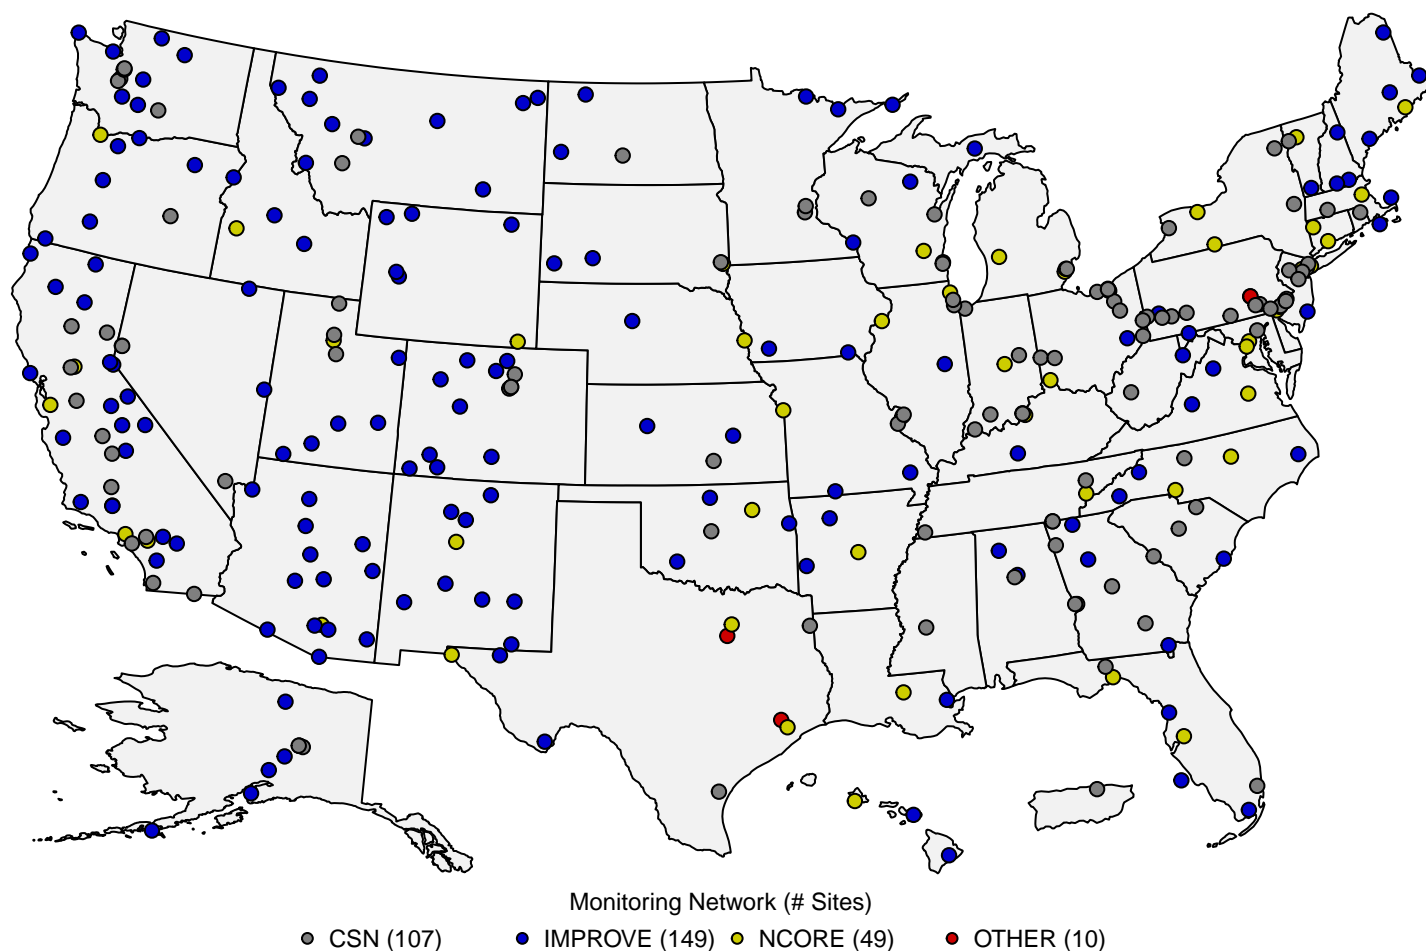 Monitoring Network (# Sites)
CSN (107) IMPROVE (149) NCORE (49) OTHER (10)